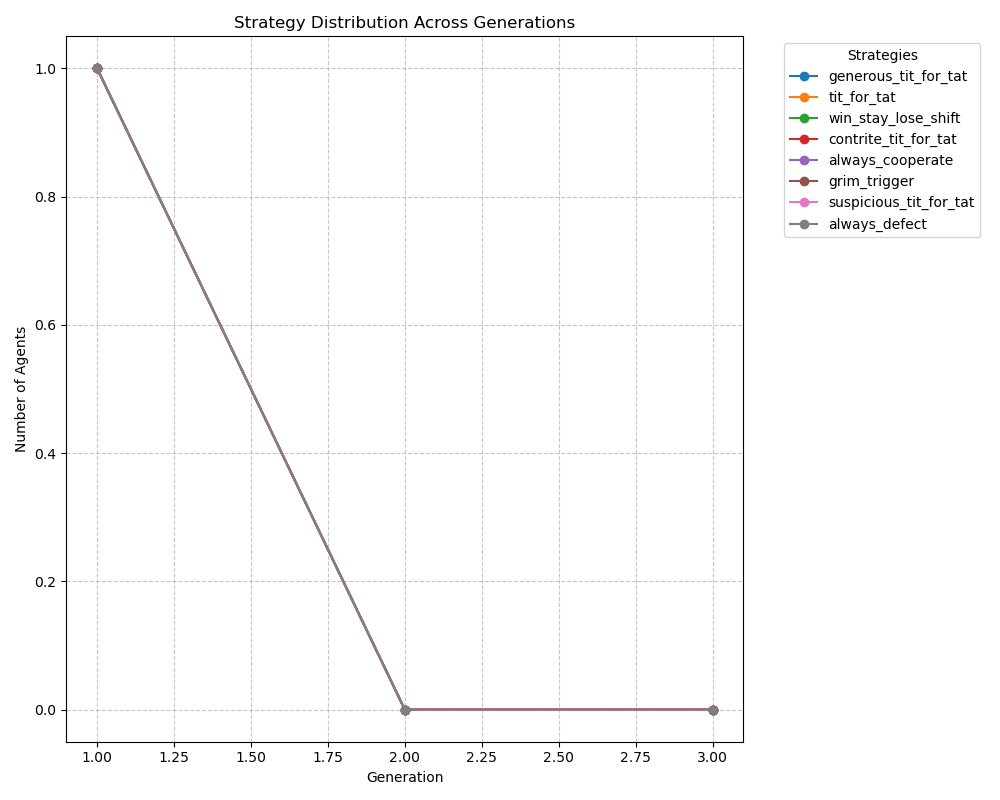 Strategy Distribution Across Generations
Strategies
generous_tit_for_tat
tit_for_tat
win_stay_lose_shift
contrite_tit_for_tat
always_cooperate
grim_trigger
suspicious_tit_for_tat
always_defect
Number of Agents
1.0
0.8
0.6
0.4
0.2
0.0
1.00 1.25 1.50 1.75 2.00 2.25 2.50 2.75 3.00
Generation